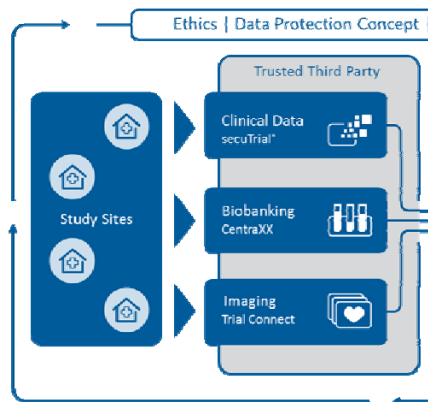 Ethics | Data Protection Concept |
Trusted Third Party
Study Sites
Clinical Data
secuTrial*
Biobanking
CentraXX
Imaging
Trial Connect